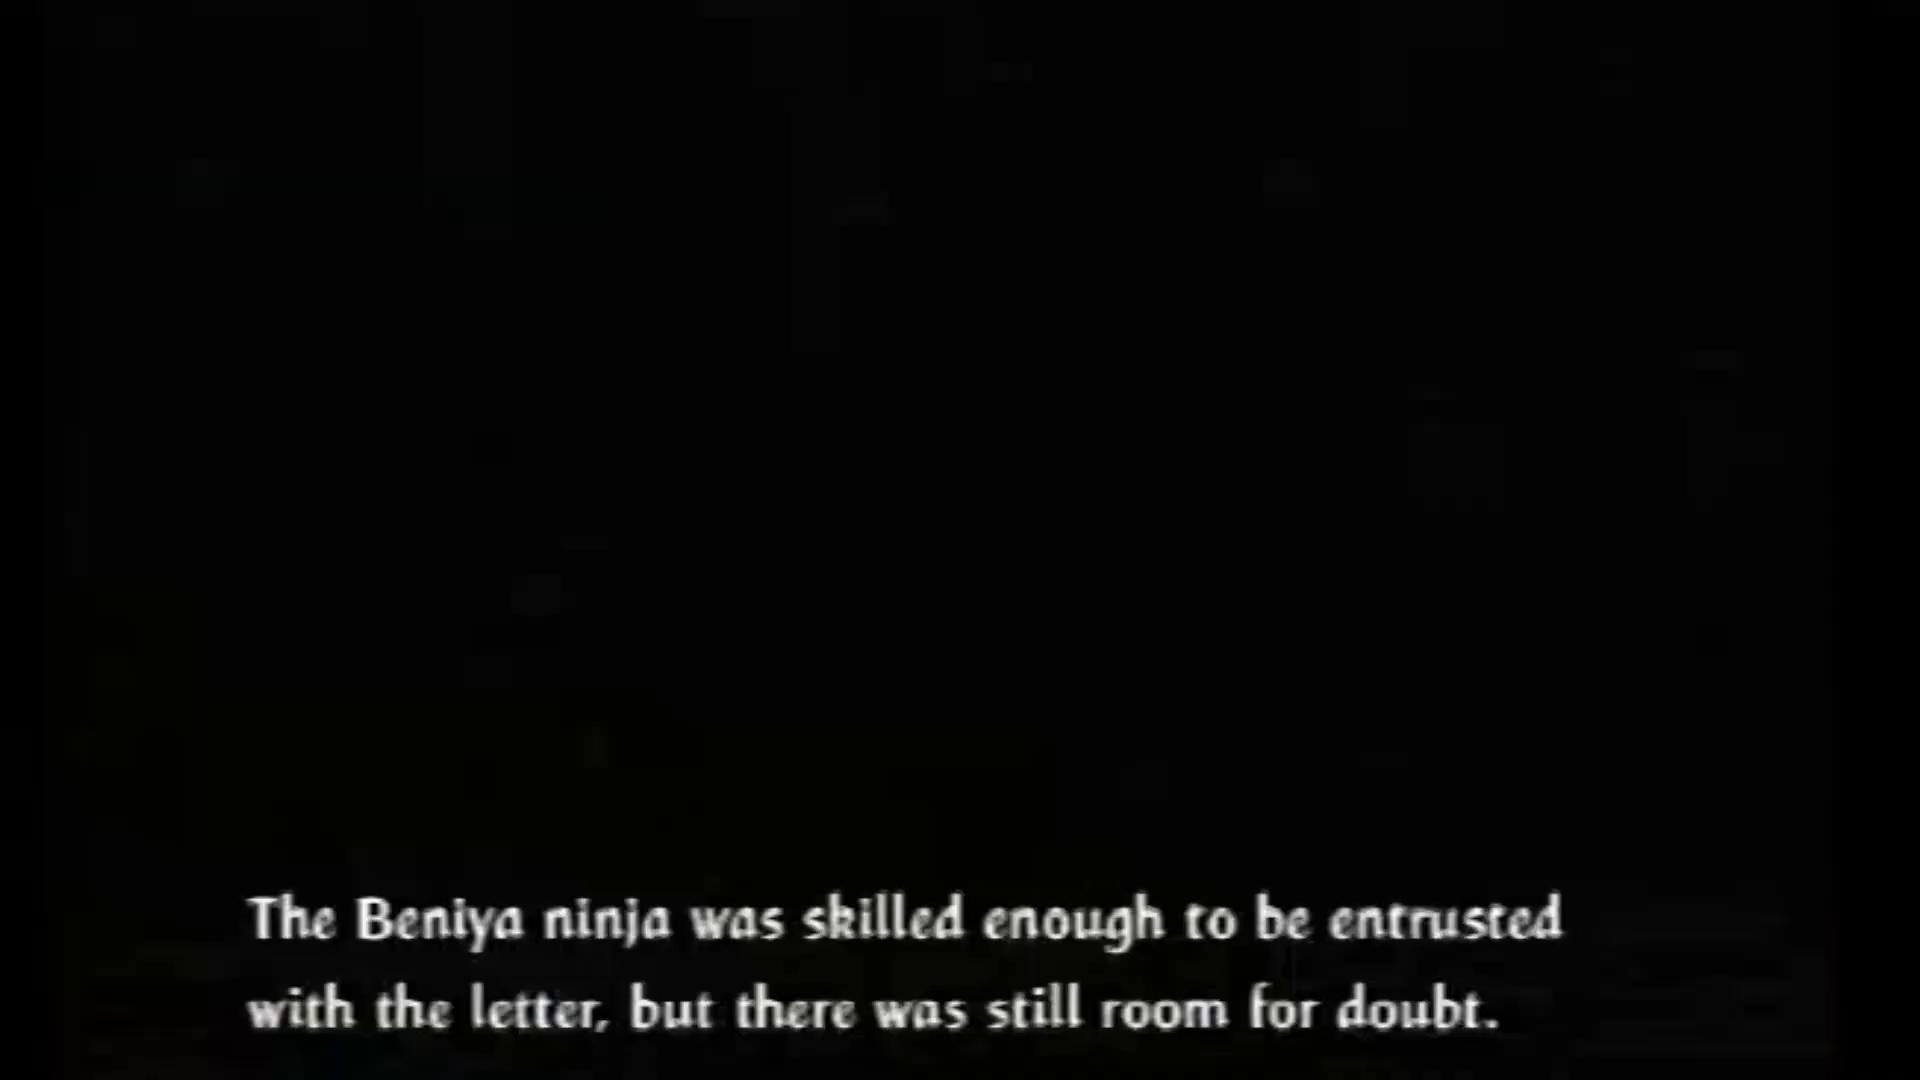 The Beniya ninja was skilled enough to be entrusted
with the letter, but there was still room for doubt.